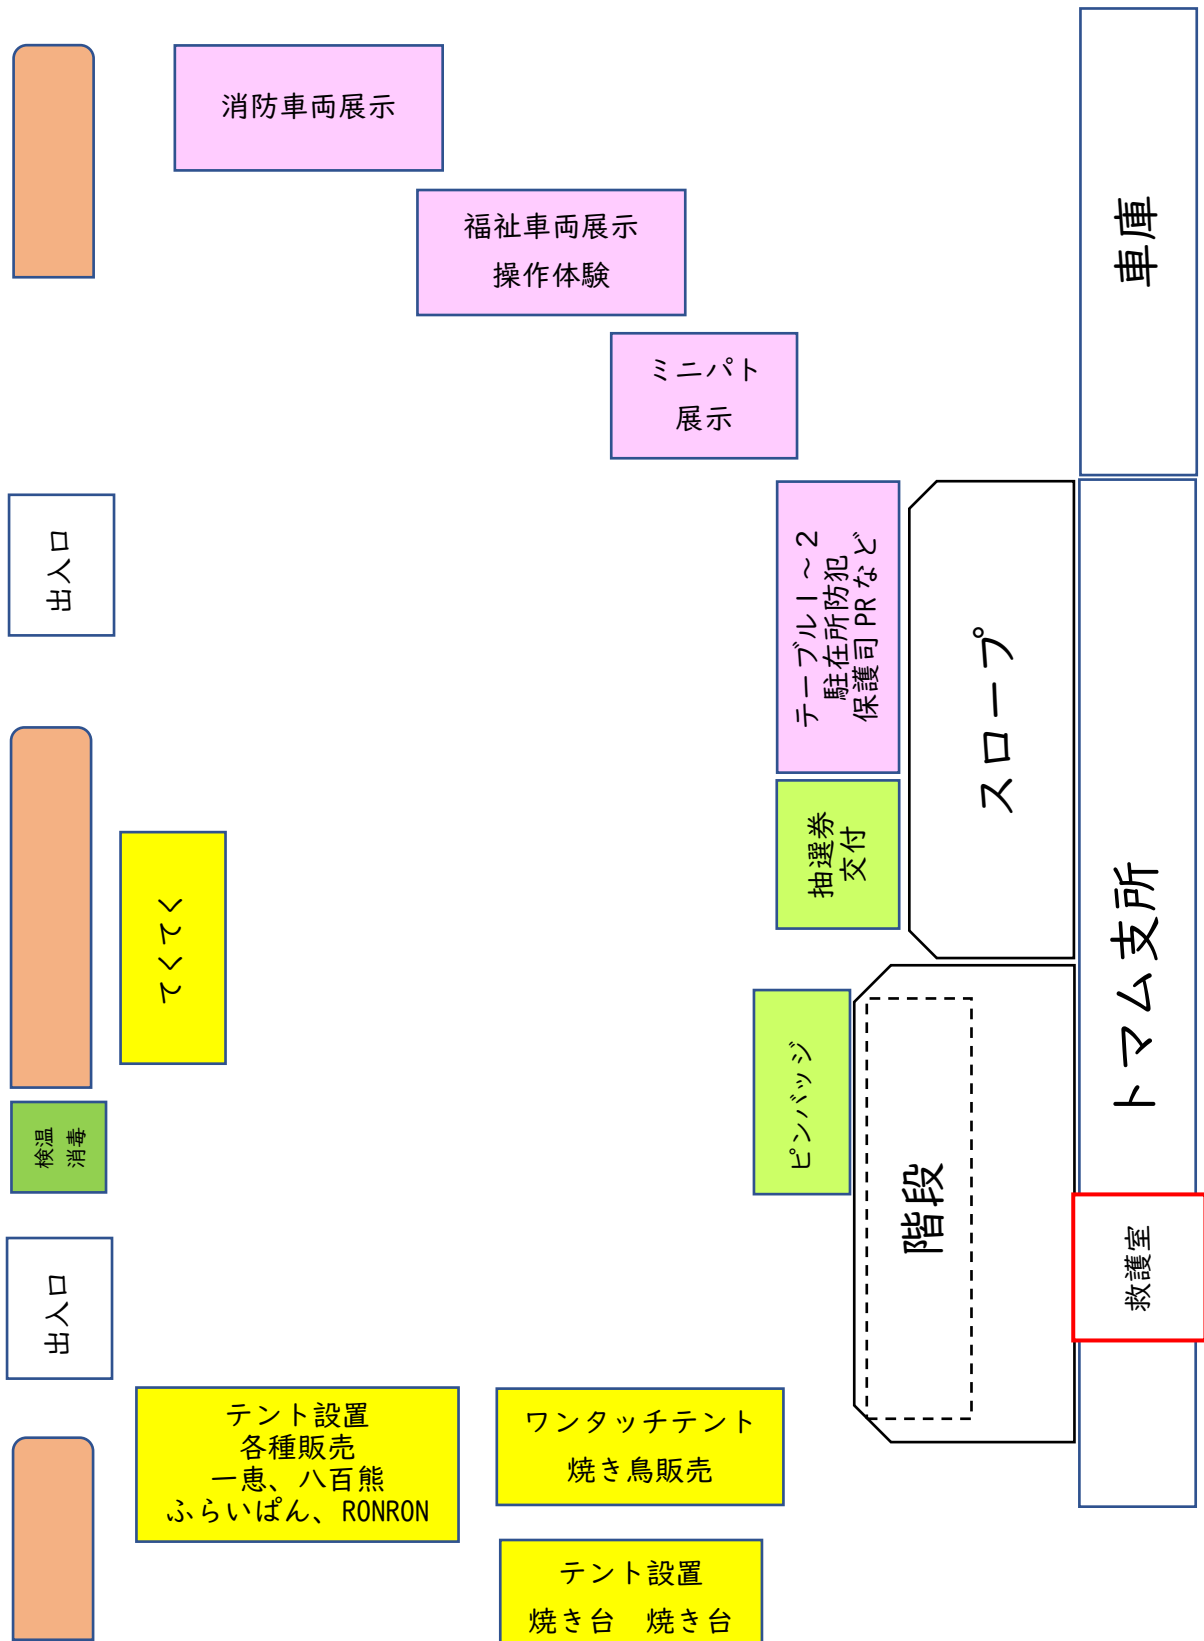 消防車両展示
福祉車両展示
操作体験
ミニパト
展示
車庫
出入口
テーブル1~2
駐在所防犯
保護司PRなど
スロープ
抽選券
交付
てくてく
トマム支所
ピンバッジ
検温
消毒
階段
救護室
出入口
テント設置
各種販売
一恵、八百熊
ふらいぱん、RONRON
ワンタッチテント
焼き鳥販売
テント設置
焼き台 焼き台